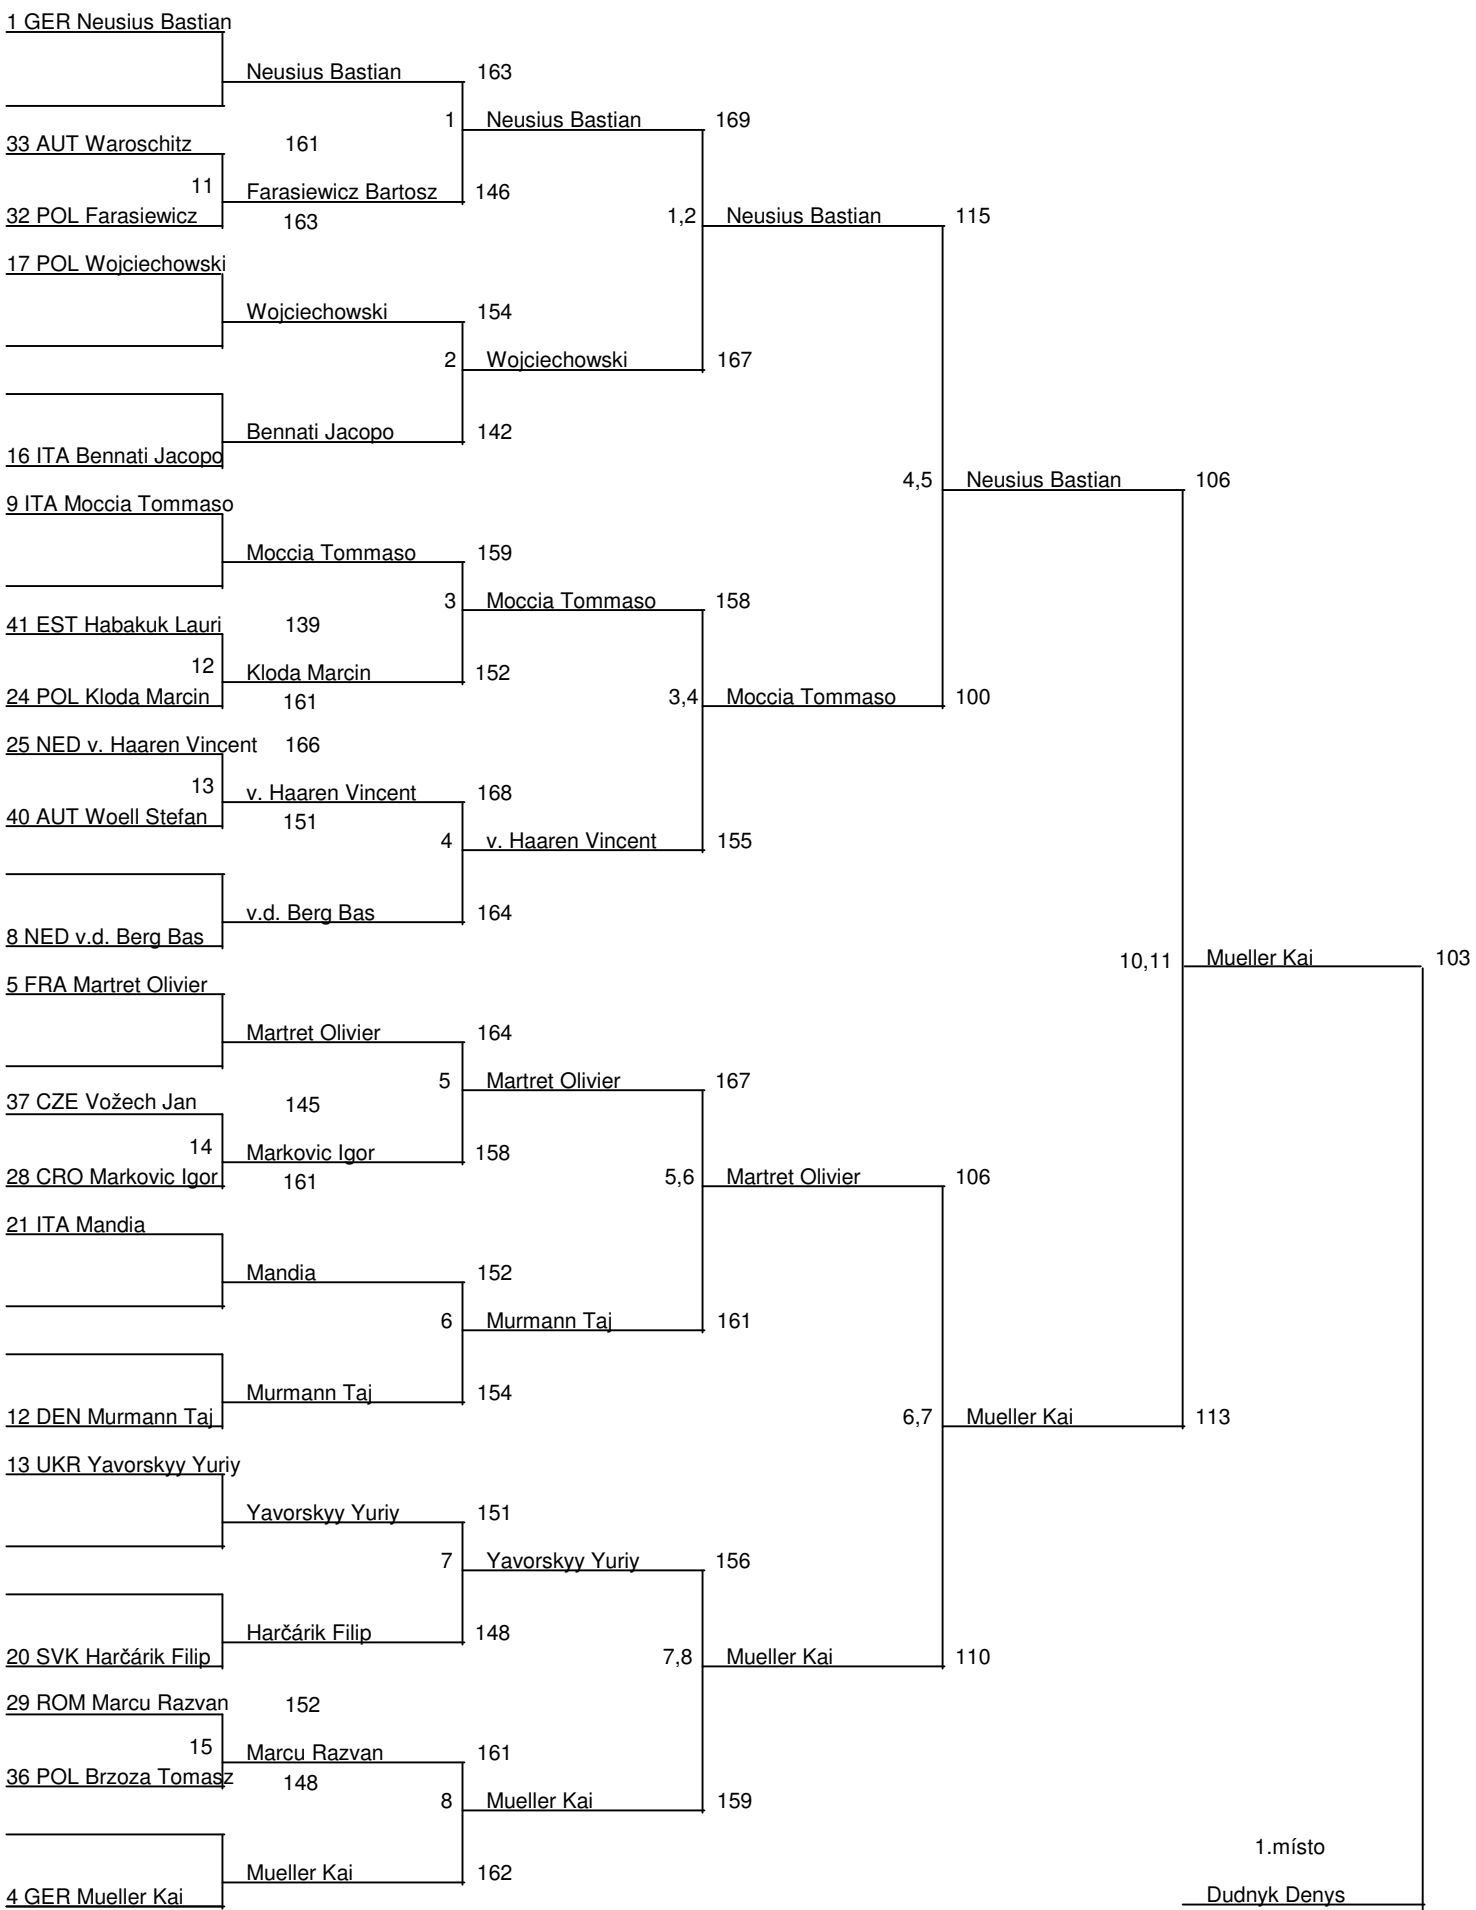 1 GER Neusius Bastian
Neusius Bastian 163
1 Neusius Bastian 169
33 AUT Waroschitz 161
11 Farasiewicz Bartosz 146
32 POL Farasiewicz 163
1,2 Neusius Bastian 115
17 POL Wojciechowski
Wojciechowski 154
2 Wojciechowski 167
Bennati Jacopo 142
16 ITA Bennati Jacopo
4,5 Neusius Bastian 106
9 ITA Moccia Tommaso
Moccia Tommaso 159
3 Moccia Tommaso 158
41 EST Habakuk Lauri 139
12 Kloda Marcin 152
24 POL Kloda Marcin 161
3,4 Moccia Tommaso 100
25 NED v. Haaren Vincent 166
13 v. Haaren Vincent 168
40 AUT Woell Stefan 151
4 v. Haaren Vincent 155
v.d. Berg Bas 164
8 NED v.d. Berg Bas
10,11 Mueller Kai 103
5 FRA Martret Olivier
Martret Olivier 164
5 Martret Olivier 167
37 CZE Vožech Jan 145
14 Markovic Igor 158
28 CRO Markovic Igor 161
5,6 Martret Olivier 106
21 ITA Mandia
Mandia 152
6 Murmann Taj 161
Murmann Taj 154
12 DEN Murmann Taj
6,7 Mueller Kai 113
13 UKR Yavorskyy Yuriy
Yavorskyy Yuriy 151
7 Yavorskyy Yuriy 156
Harčárik Filip 148
20 SVK Harčárik Filip
7,8 Mueller Kai 110
29 ROM Marcu Razvan 152
15 Marcu Razvan 161
36 POL Brzoza Tomasz 148
8 Mueller Kai 159
1.místo
Mueller Kai 162
4 GER Mueller Kai
Dudnyk Denys